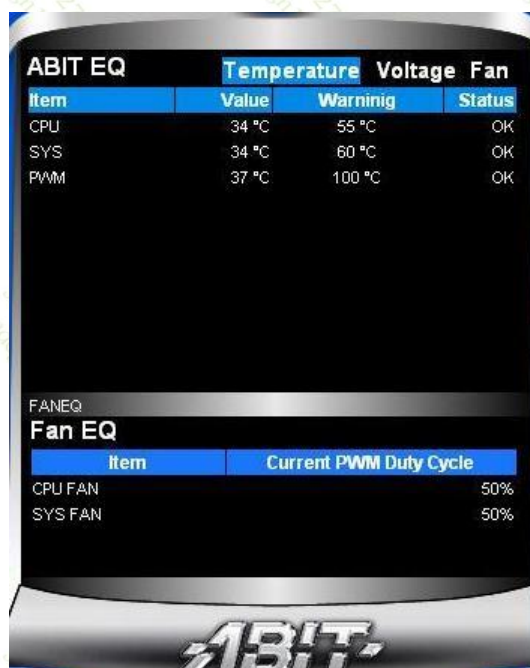 ABIT EQ Temperature Voltage Fan
Item Value Warninig Status
CPU 34 °C 55 °C OK
SYS 34 °C 60 °C OK
PWM 37 °C 100 °C OK
FANEQ
Fan EQ
Item Current PWM Duty Cycle
CPU FAN 50%
SYS FAN 50%
ABIT